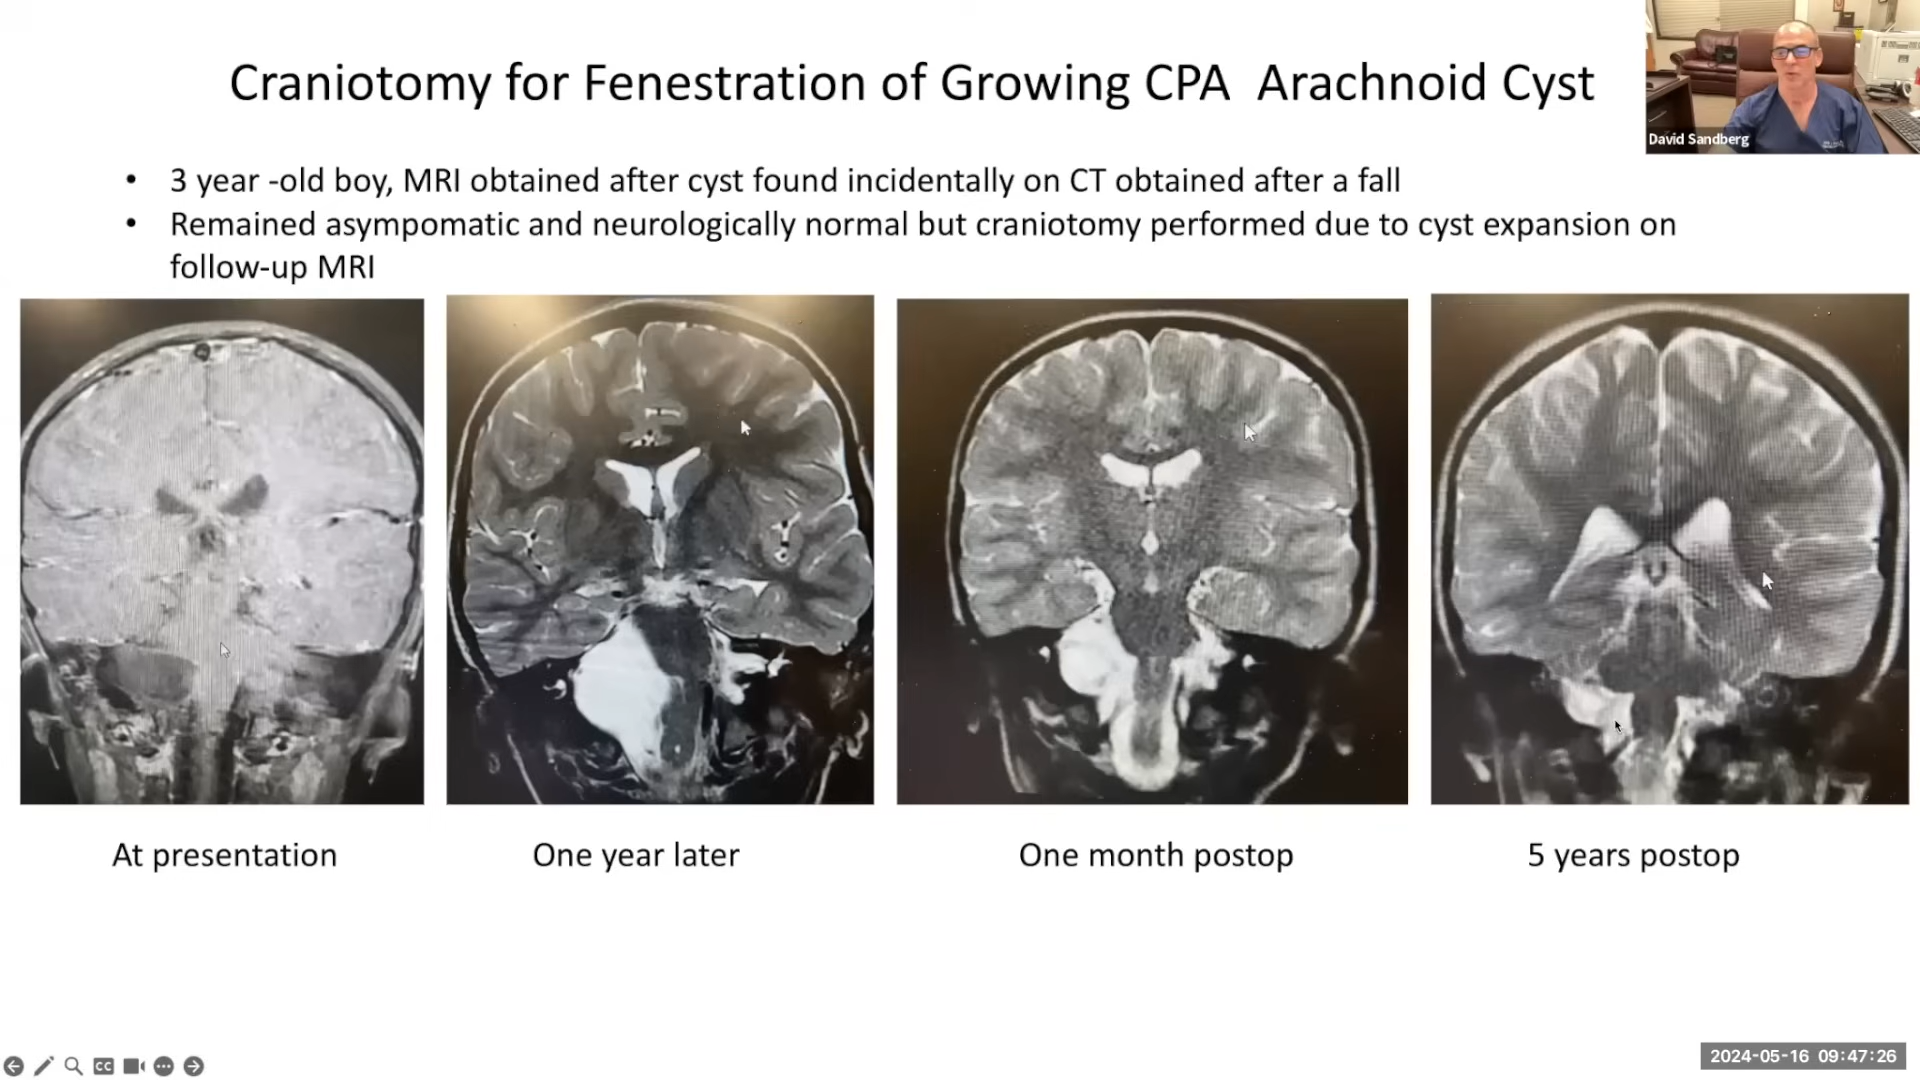 Craniotomy for Fenestration of Growing CPA Arachnoid Cyst
David Sandberg
• 3 year -old boy, MRI obtained after cyst found incidentally on CT obtained after a fall
• Remained asympomatic and neurologically normal but craniotomy performed due to cyst expansion on
follow-up MRI
At presentation
One year later
One month postop
5 years postop
CC
2024-05-16 09:47:26